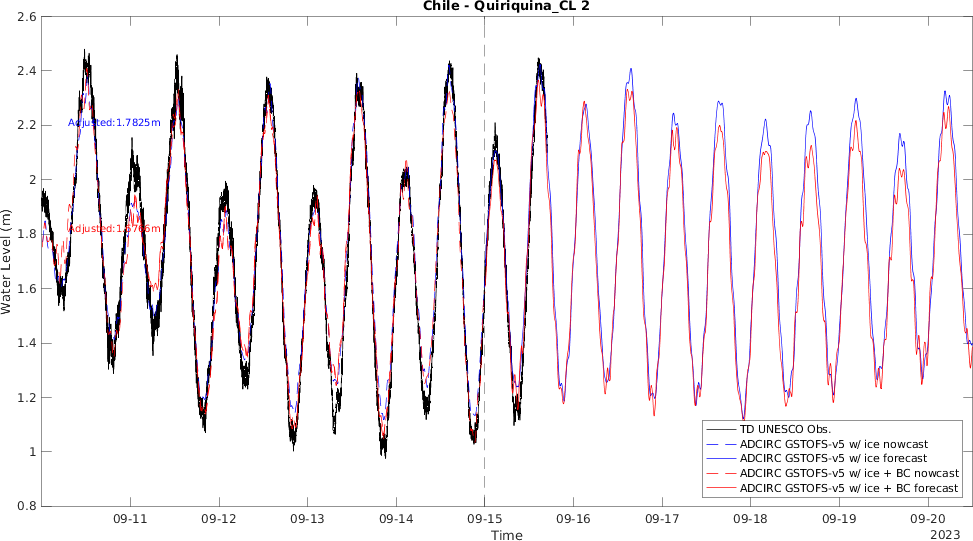 Chile - Quiriquina_CL 2
2.6
2.4
2.2
2
1.8
1.6
1.4
1.2
1
0.8
Water Level (m)
Adjusted:1.7825m
TD UNESCO Obs.
ADCIRC GSTOFS-v5 w/ ice nowcast
ADCIRC GSTOFS-v5 w/ ice forecast
ADCIRC GSTOFS-v5 w/ ice + BC nowcast
ADCIRC GSTOFS-v5 w/ ice + BC forecast
09-11 09-12 09-13 09-14 09-15 09-16 09-17 09-18 09-19 09-20
Time
2023